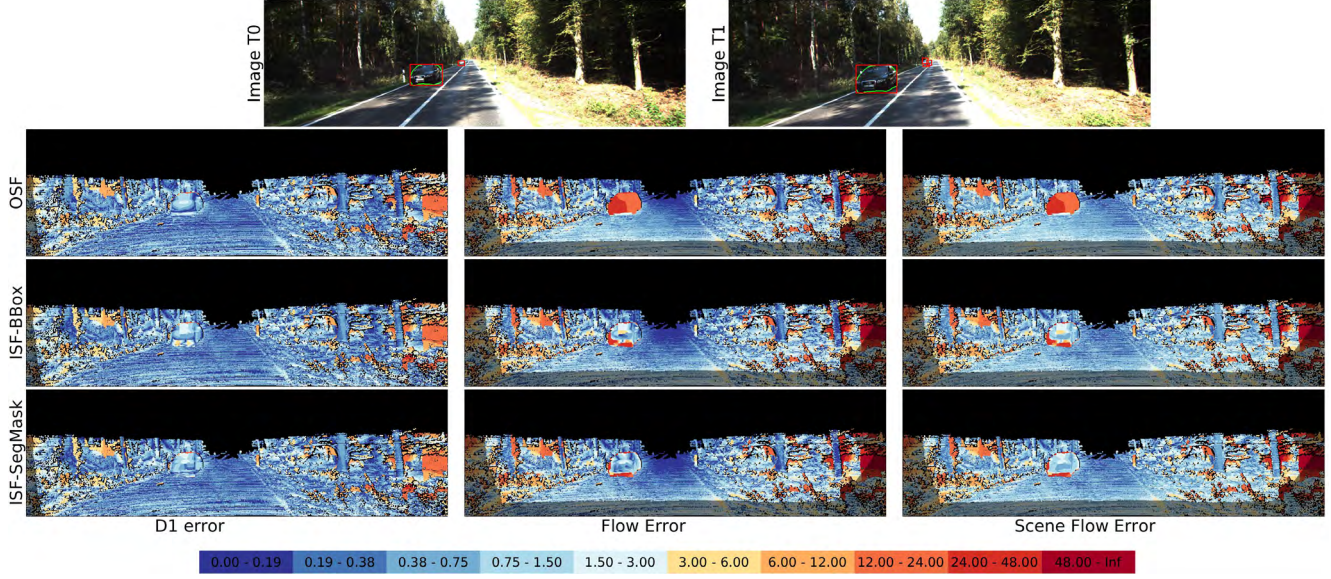 Image T0
Image T1
OSF
ISF-BBox
ISF-SegMask
D1 error
Flow Error
Scene Flow Error
0.00 - 0.19 0.19 - 0.38 0.38 - 0.75 0.75 - 1.50 1.50 - 3.00 3.00 - 6.00 6.00 - 12.00 12.00 - 24.00 24.00 - 48.00 48.00 - Inf